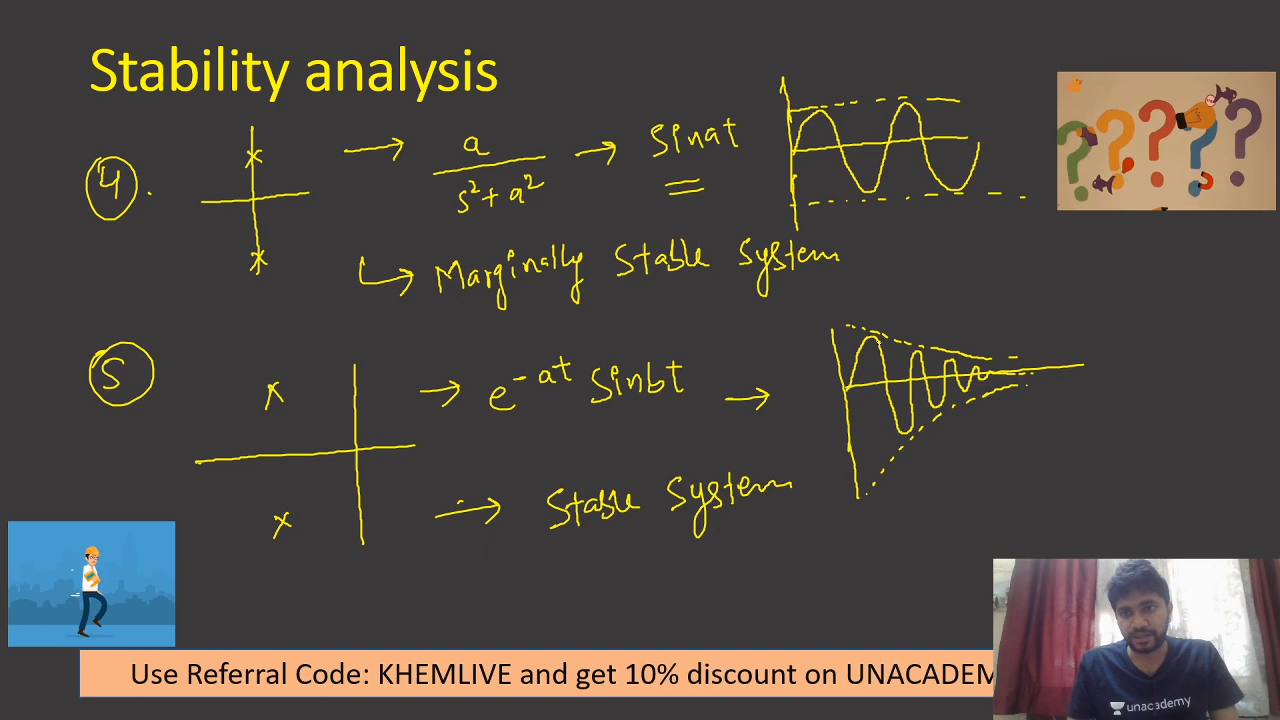 Stability analysis
4. → a / s²+a² → Sinat
↳ Marginally Stable System
5 → e^-at Sinbt →
→ Stable System
Use Referral Code: KHEMLIVE and get 10% discount on UNACADEM
unacademy